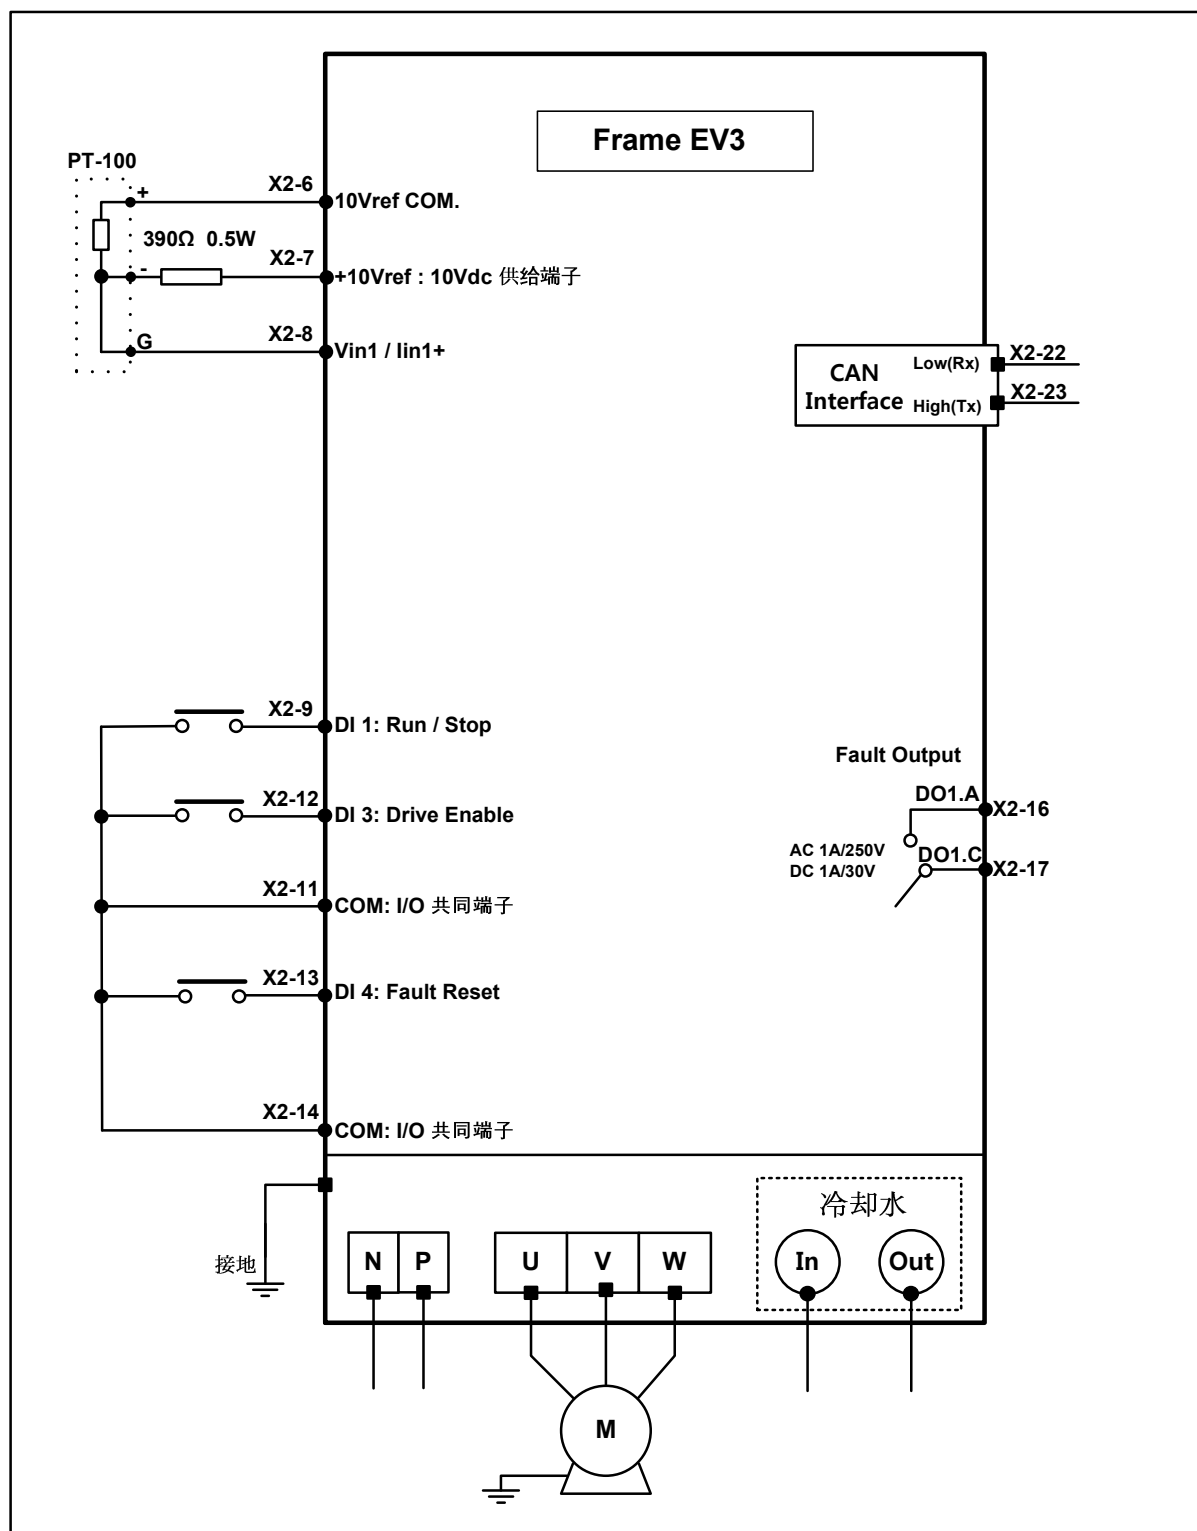 Frame EV3
PT-100
+
X2-6
10Vref COM.
390Ω 0.5W
-
X2-7
+10Vref : 10Vdc 供给端子
G
X2-8
Vin1 / Iin1+
CAN
Interface
Low(Rx)
High(Tx)
X2-22
X2-23
X2-9
DI 1: Run / Stop
X2-12
DI 3: Drive Enable
X2-11
COM: I/O 共同端子
X2-13
DI 4: Fault Reset
X2-14
COM: I/O 共同端子
Fault Output
DO1.A
X2-16
AC 1A/250V
DC 1A/30V
DO1.C
X2-17
接地
N
P
U
V
W
冷却水
In
Out
M